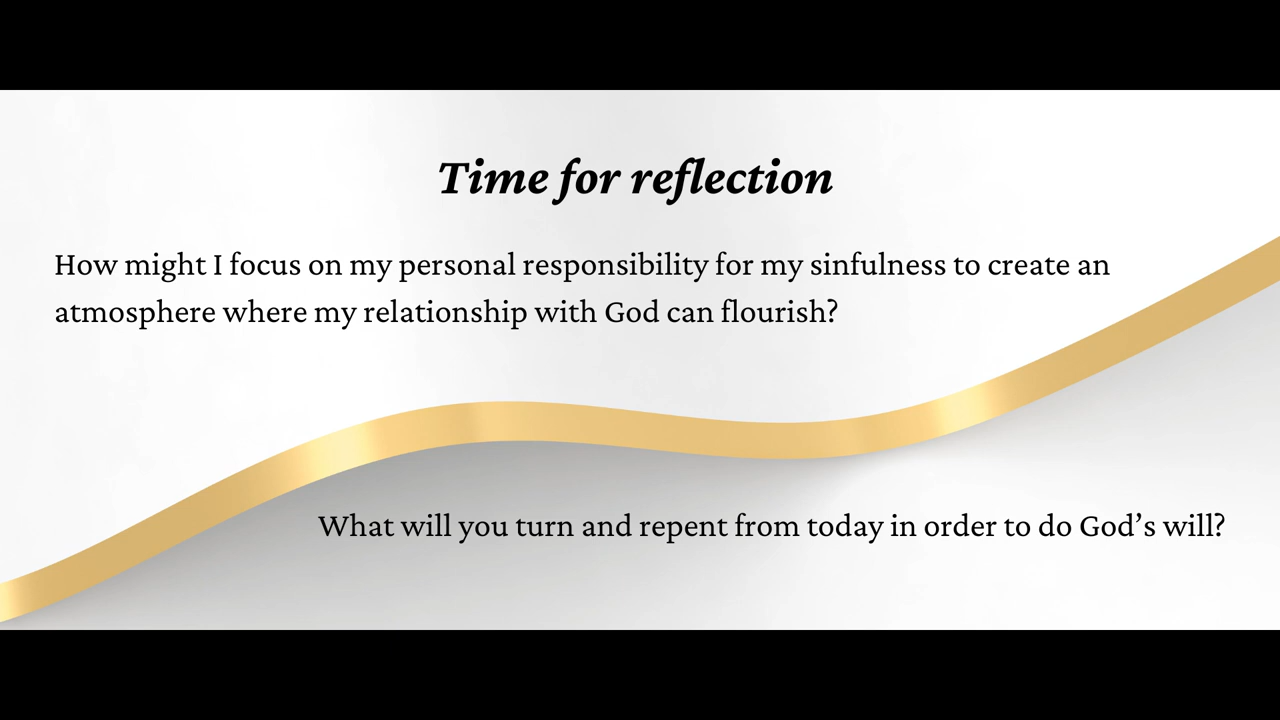 Time for reflection
How might I focus on my personal responsibility for my sinfulness to create an
atmosphere where my relationship with God can flourish?
What will you turn and repent from today in order to do God’s will?